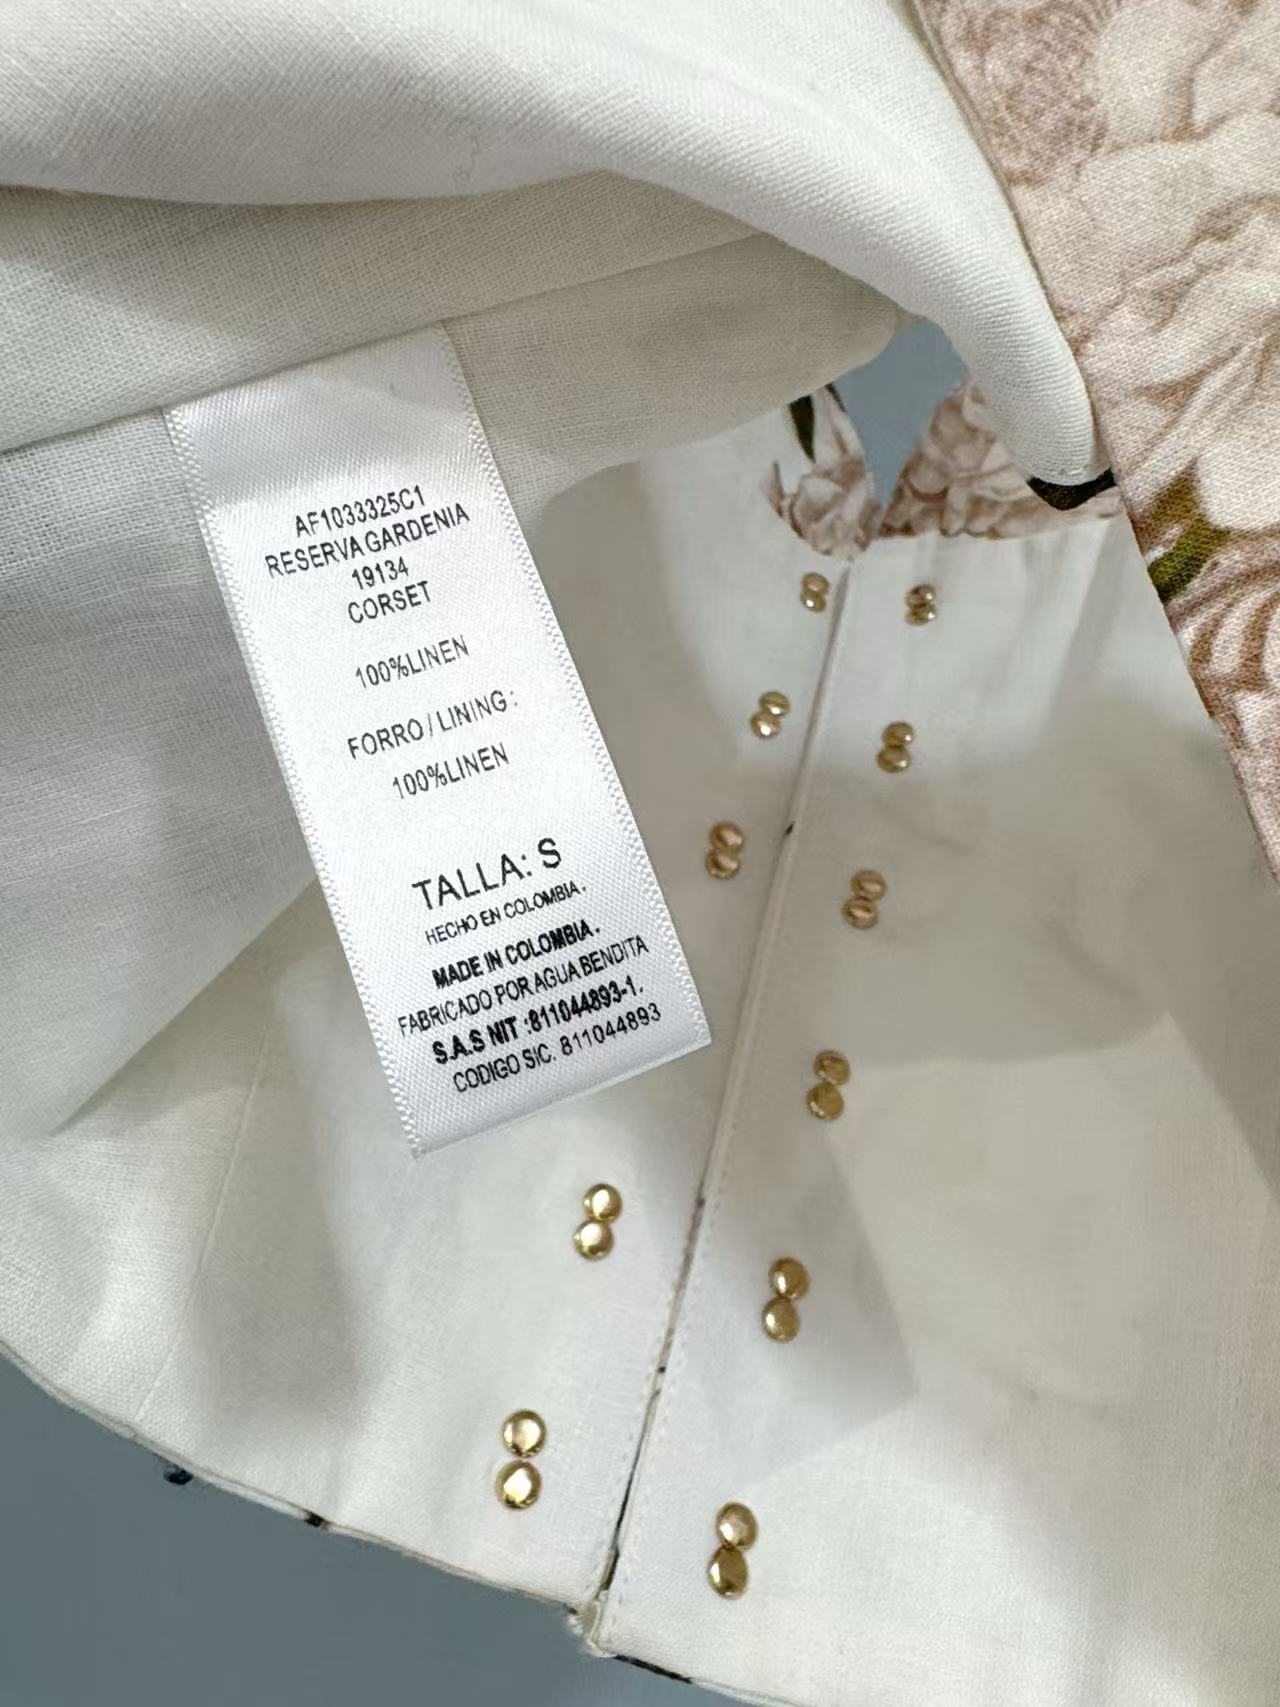 AF1033325C1
RESERVA GARDENIA
19134
CORSET
100%LINEN
FORRO / LINING :
100%LINEN
TALLA: S
HECHO EN COLOMBIA.
MADE IN COLOMBIA.
FABRICADO POR AGUA BENDITA
S.A.S NIT :811044893-1.
CODIGO SIC. 811044893